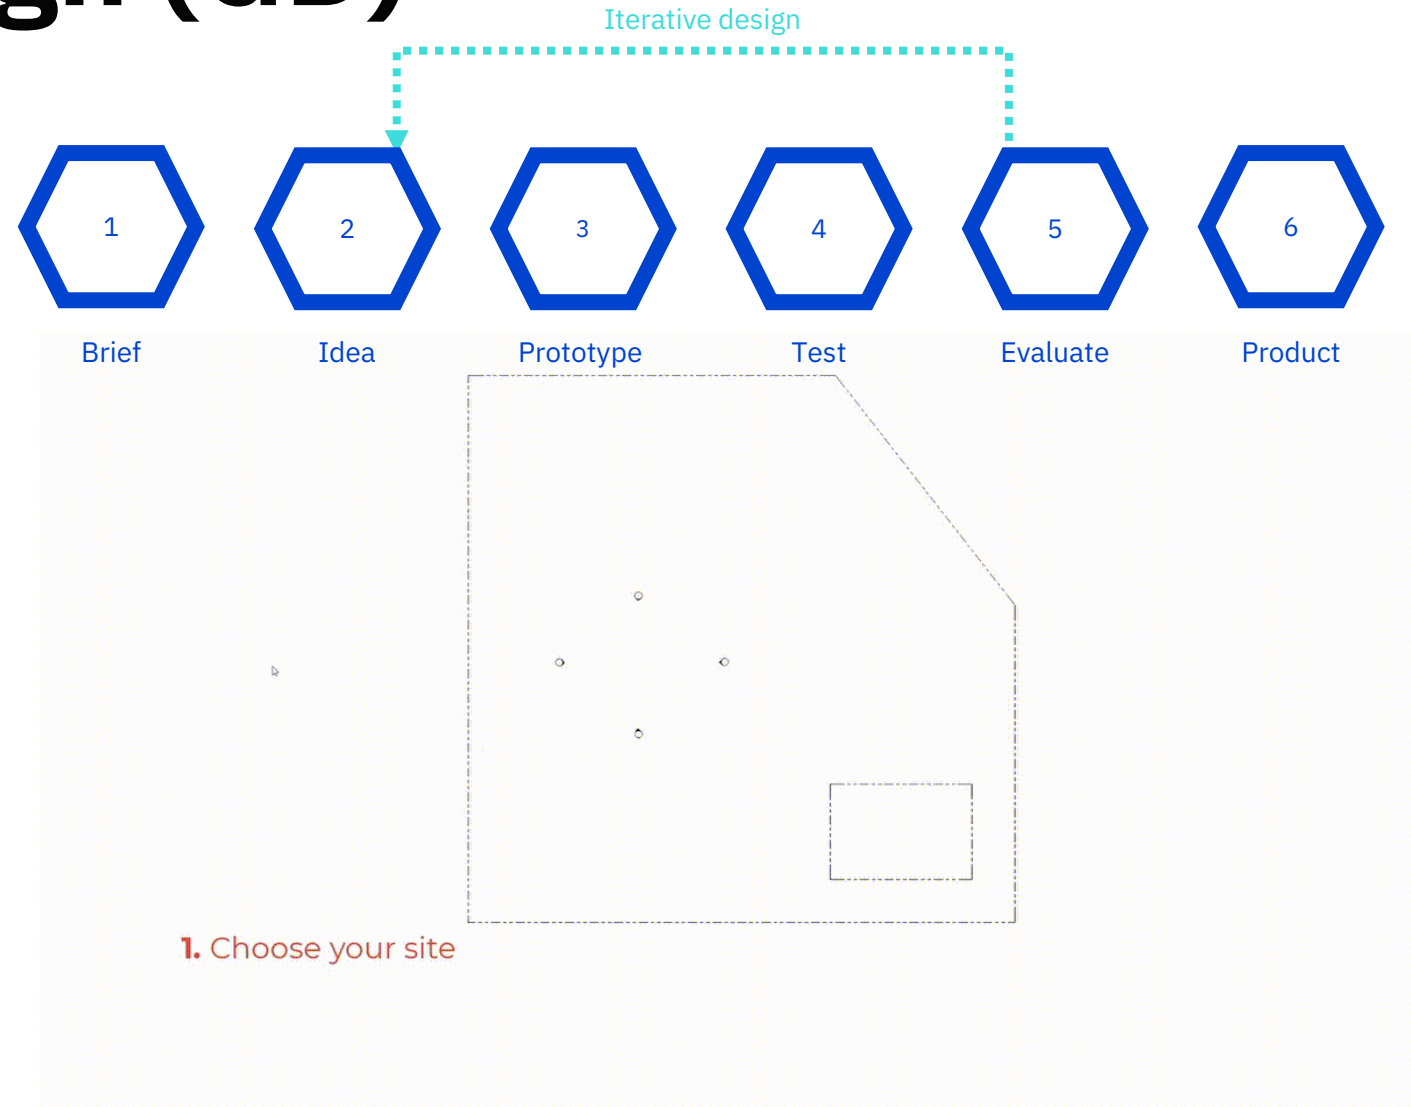 Iterative design
1 2 3 4 5 6
Brief Idea Prototype Test Evaluate Product
1. Choose your site